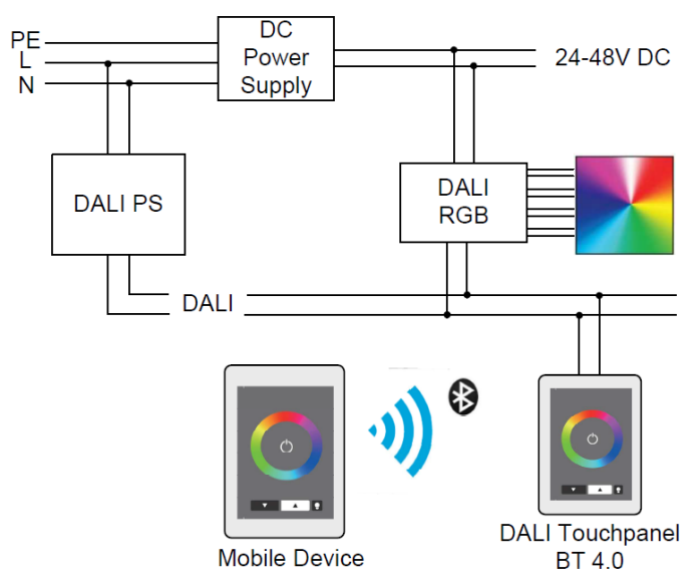 PE
L
N
DC
Power
Supply
24-48V DC
DALI PS
DALI
RGB
DALI
Mobile Device
DALI Touchpanel
BT 4.0